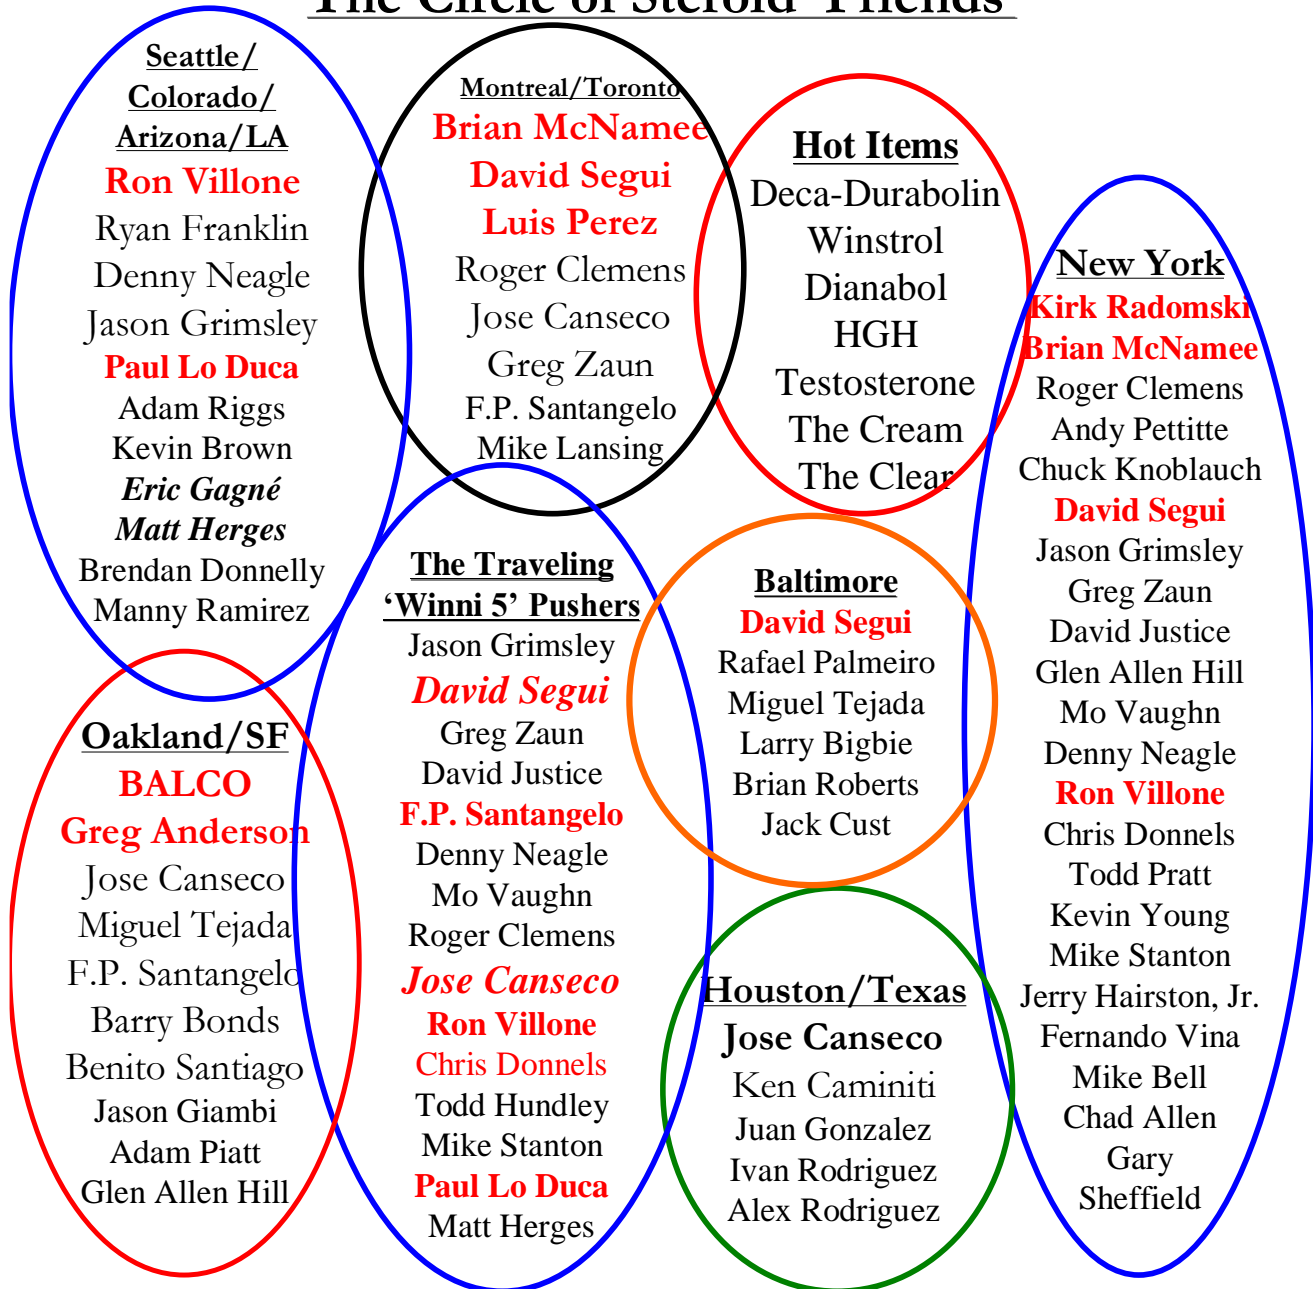 The Circle of Steroid 'Friends'
Seattle/
Colorado/
Arizona/LA
Ron Villone
Ryan Franklin
Denny Neagle
Jason Grimsley
Paul Lo Duca
Adam Riggs
Kevin Brown
Eric Gagné
Matt Herges
Brendan Donnelly
Manny Ramirez
Montreal/Toronto
Brian McNamee
David Segui
Luis Perez
Roger Clemens
Jose Canseco
Greg Zaun
F.P. Santangelo
Mike Lansing
Hot Items
Deca-Durabolin
Winstrol
Dianabol
HGH
Testosterone
The Cream
The Clear
New York
Kirk Radomski
Brian McNamee
Roger Clemens
Andy Pettitte
Chuck Knoblauch
David Segui
Jason Grimsley
Greg Zaun
David Justice
Glen Allen Hill
Mo Vaughn
Denny Neagle
Ron Villone
Chris Donnels
Todd Pratt
Kevin Young
Mike Stanton
Jerry Hairston, Jr.
Fernando Vina
Mike Bell
Chad Allen
Gary
Sheffield
Oakland/SF
BALCO
Greg Anderson
Jose Canseco
Miguel Tejada
F.P. Santangelo
Barry Bonds
Benito Santiago
Jason Giambi
Adam Piatt
Glen Allen Hill
The Traveling
‘Winni 5’ Pushers
Jason Grimsley
David Segui
Greg Zaun
David Justice
F.P. Santangelo
Denny Neagle
Mo Vaughn
Roger Clemens
Jose Canseco
Ron Villone
Chris Donnels
Todd Hundley
Mike Stanton
Paul Lo Duca
Matt Herges
Baltimore
David Segui
Rafael Palmeiro
Miguel Tejada
Larry Bigbie
Brian Roberts
Jack Cust
Houston/Texas
Jose Canseco
Ken Caminiti
Juan Gonzalez
Ivan Rodriguez
Alex Rodriguez